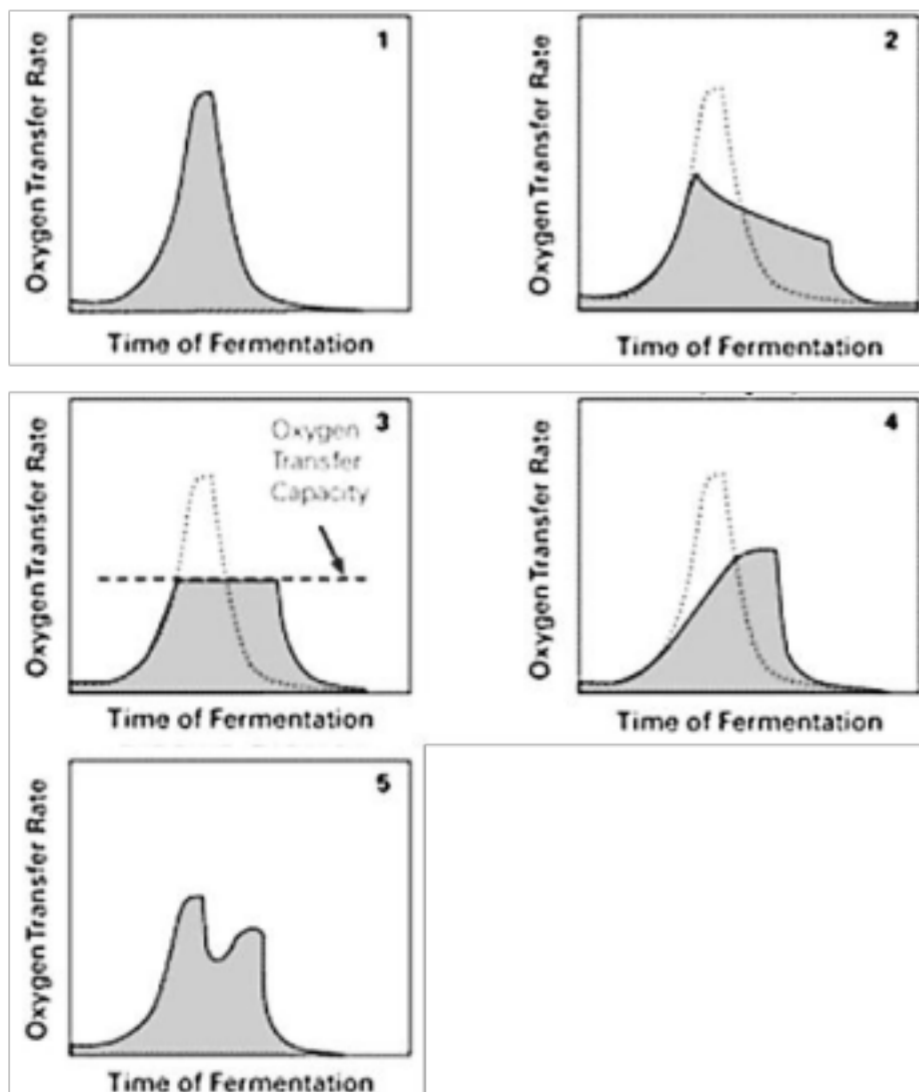 1
Oxygen Transfer Rate
Time of Fermentation
2
Oxygen Transfer Rate
Time of Fermentation
3
Oxygen
Transfer
Capacity
Oxygen Transfer Rate
Time of Fermentation
4
Oxygen Transfer Rate
Time of Fermentation
5
Oxygen Transfer Rate
Time of Fermentation